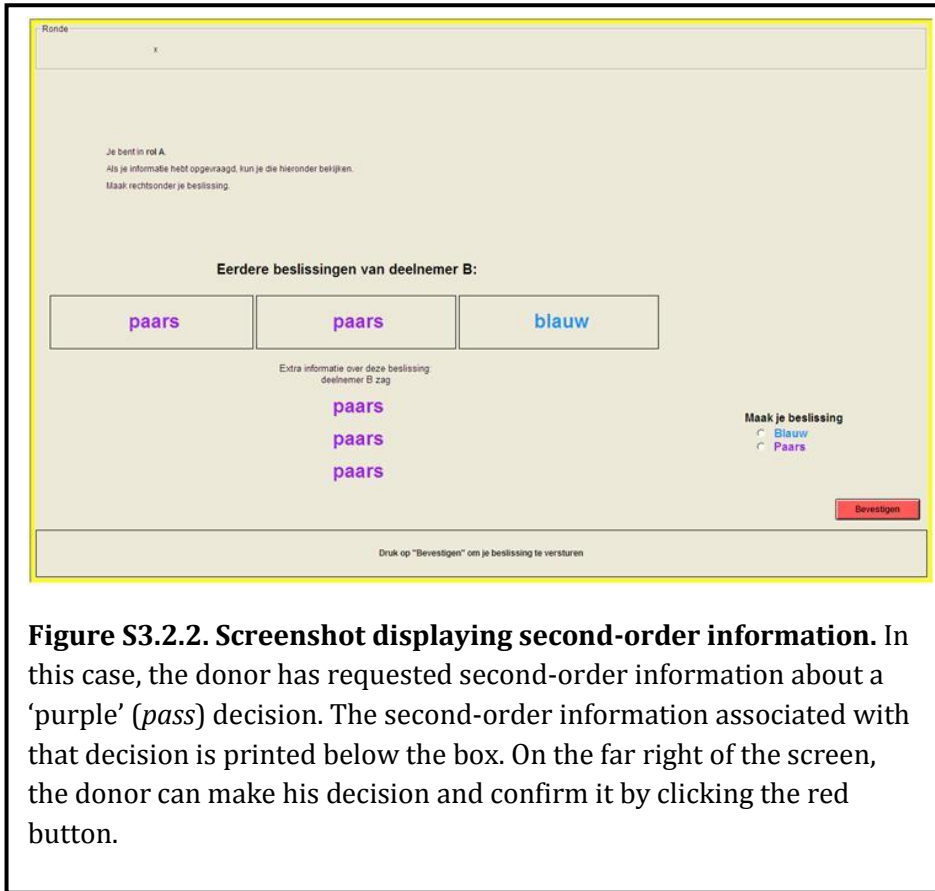 Ronde
x
Je bent in rol A.
Als je informatie hebt opgevraagd, kun je die hieronder bekijken.
Maak rechtsonder je beslissing.
Eerdere beslissingen van deelnemer B:
paars paars blauw
Extra informatie over deze beslissing:
deelnemer B zag
paars
paars
paars
Maak je beslissing
Blauw
Paars
Bevestigen
Druk op "Bevestigen" om je beslissing te versturen
Figure S3.2.2. Screenshot displaying second-order information. In
this case, the donor has requested second-order information about a
‘purple’ (pass) decision. The second-order information associated with
that decision is printed below the box. On the far right of the screen,
the donor can make his decision and confirm it by clicking the red
button.